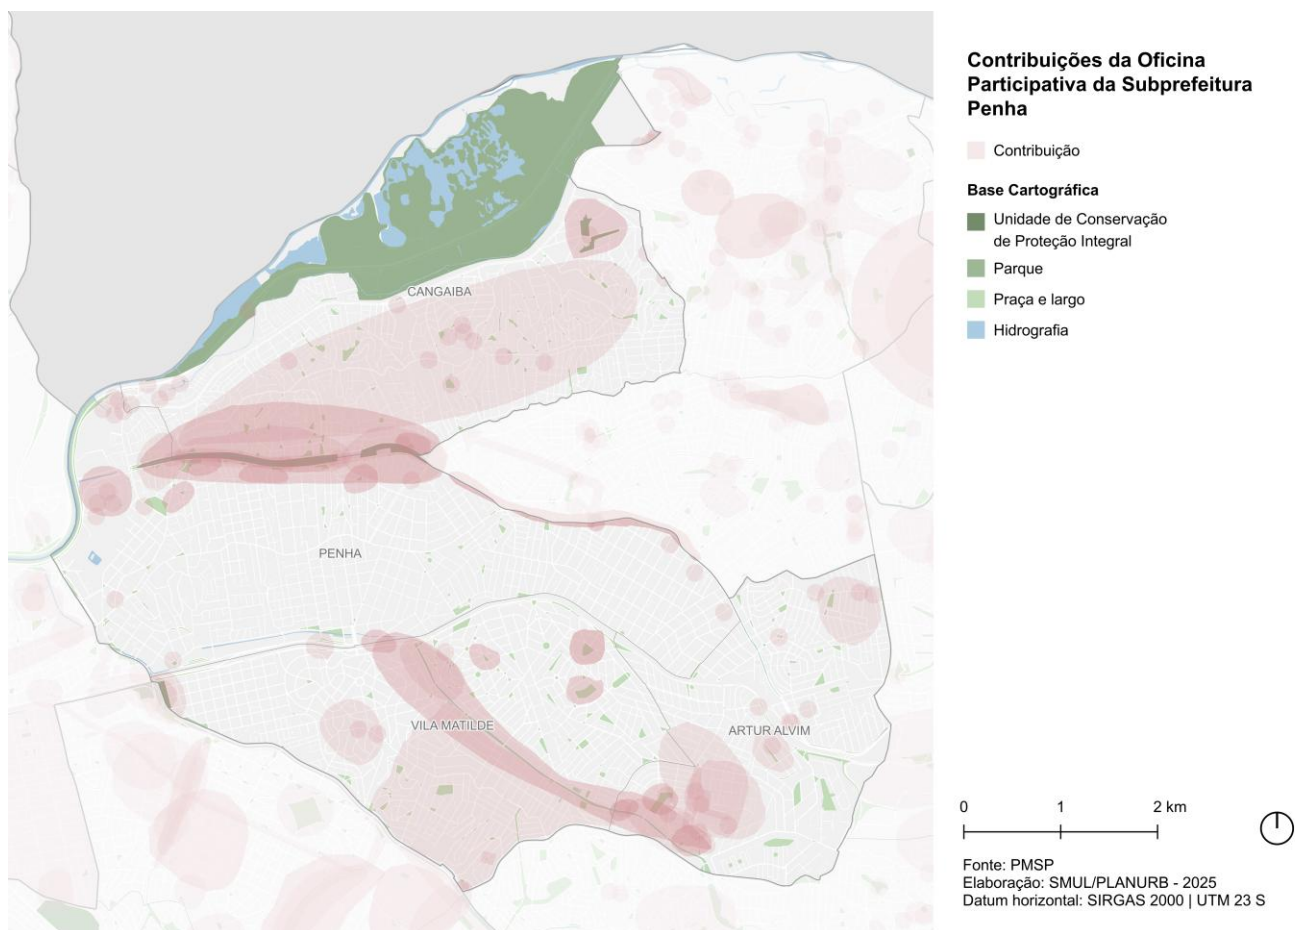 Contribuições da Oficina
Participativa da Subprefeitura
Penha
Contribuição
Base Cartográfica
Unidade de Conservação
de Proteção Integral
Parque
Praça e largo
Hidrografia
CANGAIBA
PENHA
VILA MATILDE
ARTUR ALVIM
0 1 2 km
Fonte: PMSP
Elaboração: SMUL/PLANURB - 2025
Datum horizontal: SIRGAS 2000 | UTM 23 S